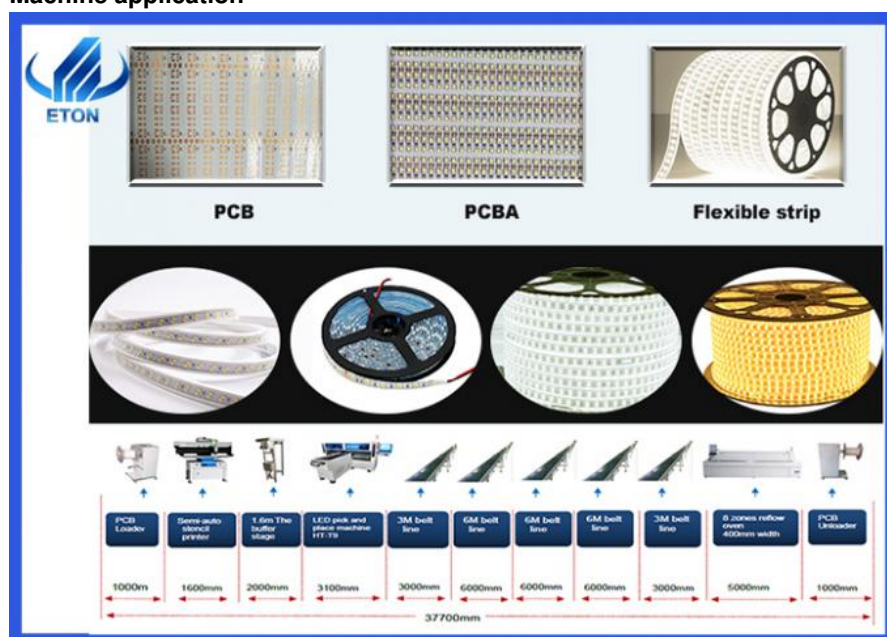 Machine application
ETON
PCB
PCBA
Flexible strip
PCB
Loader
Semi-auto
stencil
printer
1.6m The
buffer
stage
LED pick and
place machine
HT-T9
3M belt
line
6M belt
line
6M belt
line
6M belt
line
3M belt
line
8 zones reflow
oven
400mm width
PCB
Unloader
1000m
1600mm
2000mm
3100mm
3000mm
6000mm
6000mm
6000mm
3000mm
5000mm
1000mm
37700mm